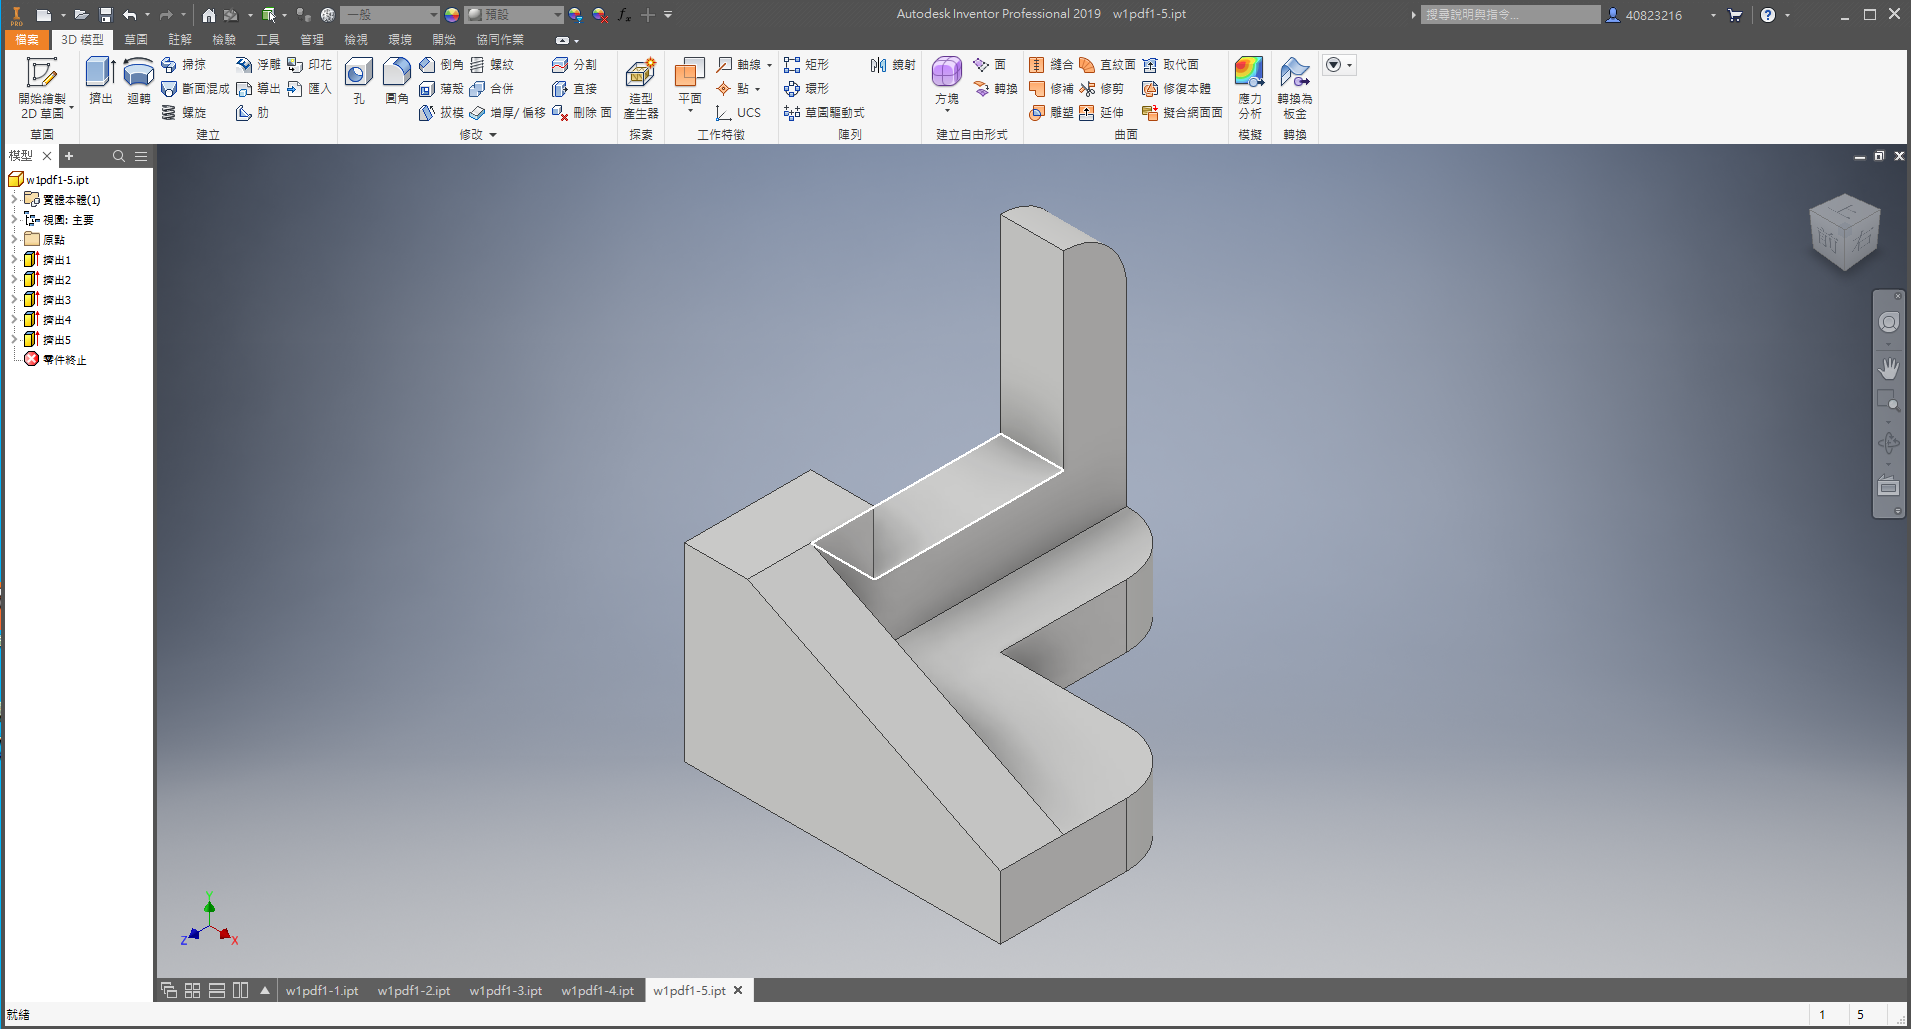 Autodesk Inventor Professional 2019 w1pdf1-5.ipt
PRO
一般
預設
搜尋說明與指令...
40823216
檔案 3D 模型 草圖 註解 檢驗 工具 管理 檢視 環境 開始 協同作業
開始繪製
2D 草圖
草圖
擠出
迴轉
掃掠
斷面混成
螺旋
浮雕
導出
肋
印花
匯入
建立
孔
圓角
倒角
薄殼
拔模
螺紋
合併
增厚/ 偏移
分割
直接
刪除 面
修改
造型
產生器
探索
平面
軸線
點
UCS
工作特徵
矩形
環形
草圖驅動式
鏡射
陣列
方塊
面
轉換
建立自由形式
縫合
修補
雕塑
直紋面
修剪
延伸
取代面
修復本體
擬合網面面
曲面
應力
分析
模擬
轉換為
板金
轉換
模型
w1pdf1-5.ipt
實體本體(1)
視圖: 主要
原點
擠出1
擠出2
擠出3
擠出4
擠出5
零件終止
上
前
右
Y
Z
X
w1pdf1-1.ipt w1pdf1-2.ipt w1pdf1-3.ipt w1pdf1-4.ipt w1pdf1-5.ipt
就緒
1 5